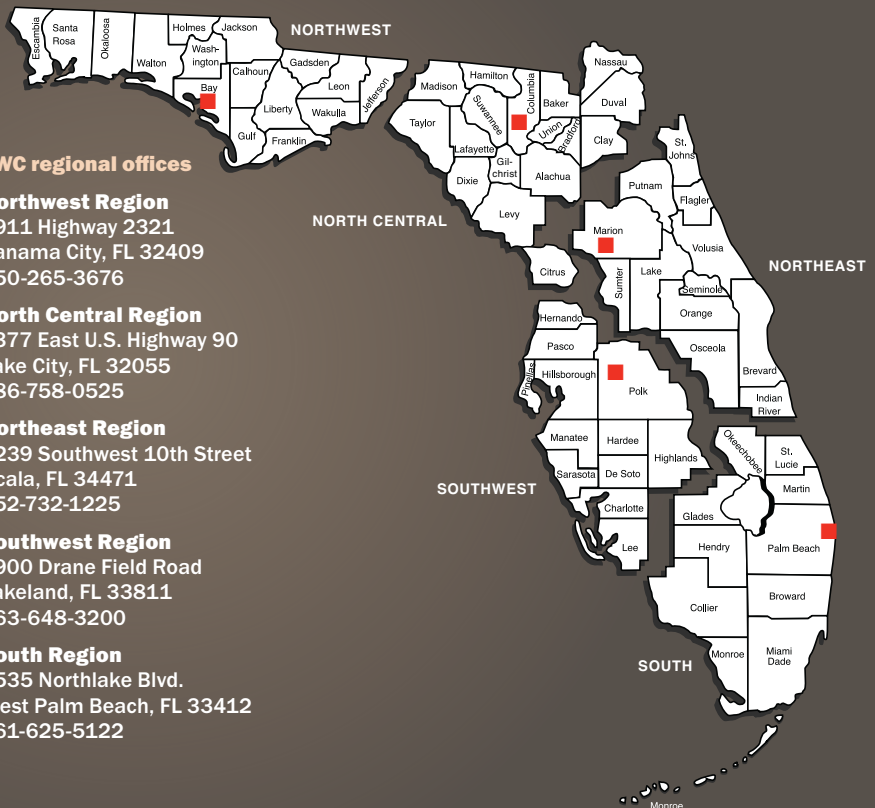 WC regional offices
orthwest Region
911 Highway 2321
anama City, FL 32409
50-265-3676
orth Central Region
377 East U.S. Highway 90
ake City, FL 32055
86-758-0525
ortheast Region
239 Southwest 10th Street
cala, FL 34471
52-732-1225
outhwest Region
900 Drane Field Road
akeland, FL 33811
63-648-3200
outh Region
535 Northlake Blvd.
est Palm Beach, FL 33412
61-625-5122
NORTHWEST
Escambia
Santa
Rosa
Okaloosa
Walton
Holmes
Jackson
Wash-
ington
Bay
Calhoun
Gulf
Liberty
Gadsden
Franklin
Leon
Wakulla
Jefferson
NORTH CENTRAL
Madison
Taylor
Hamilton
Suwannee
Lafayette
Dixie
Columbia
Gil-
christ
Levy
Baker
Union
Bradford
Alachua
Citrus
NORTHEAST
Nassau
Duval
Clay
St.
Johns
Putnam
Flagler
Marion
Volusia
Sumter
Lake
Seminole
Orange
Osceola
Brevard
Indian
River
SOUTHWEST
Hernando
Pasco
Pinellas
Hillsborough
Polk
Manatee
Hardee
Highlands
Sarasota
De Soto
Charlotte
Lee
SOUTH
Okeechobee
St.
Lucie
Martin
Glades
Hendry
Palm Beach
Collier
Broward
Monroe
Miami
Dade
Monroe